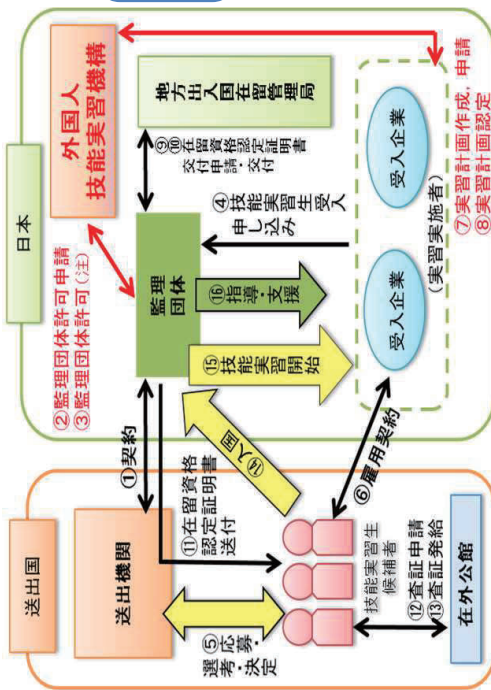 送出国
送出機関
⑤応募・
選考・決定
技能実習生
候補者
⑫査証申請
⑬査証発給
在外公館
①契約
⑪在留資格
認定証明書
送付
⑭入国
⑥雇用契約
日本
②監理団体許可申請
③監理団体許可(注)
外国人
技能実習機構
監理
団体
⑨⑩在留資格認定証明書
交付申請・交付
地方出入国在留管理局
④技能実習生受入
申し込み
⑮技能実習開始
⑯指導・支援
受入企業
受入企業
(実習実施者)
⑦実習計画作成，申請
⑧実習計画認定